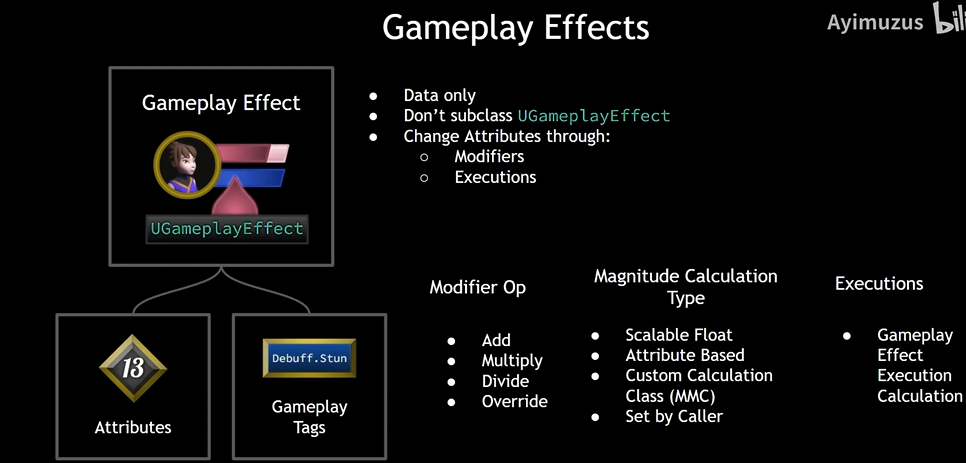 Gameplay Effects
Ayimuzus
Gameplay Effect
UGameplayEffect
● Data only
● Don't subclass UGameplayEffect
● Change Attributes through:
○ Modifiers
○ Executions
13
Attributes
Debuff.Stun
Gameplay
Tags
Modifier Op
● Add
● Multiply
● Divide
● Override
Magnitude Calculation
Type
● Scalable Float
● Attribute Based
● Custom Calculation
Class (MMC)
● Set by Caller
Executions
● Gameplay
Effect
Execution
Calculation